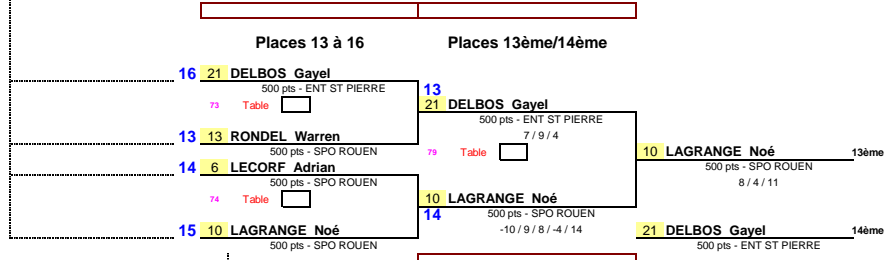 Places 13 à 16 Places 13ème/14ème
16 21 DELBOS Gayel
500 pts - ENT ST PIERRE
13
73 Table
21 DELBOS Gayel
500 pts - ENT ST PIERRE
7 / 9 / 4
13 13 RONDEL Warren
500 pts - SPO ROUEN
79 Table
10 LAGRANGE Noé 13ème
500 pts - SPO ROUEN
8 / 4 / 11
14 6 LECORF Adrian
500 pts - SPO ROUEN
74 Table
10 LAGRANGE Noé
14
500 pts - SPO ROUEN
-10 / 9 / 8 / -4 / 14
15 10 LAGRANGE Noé
500 pts - SPO ROUEN
21 DELBOS Gayel 14ème
500 pts - ENT ST PIERRE